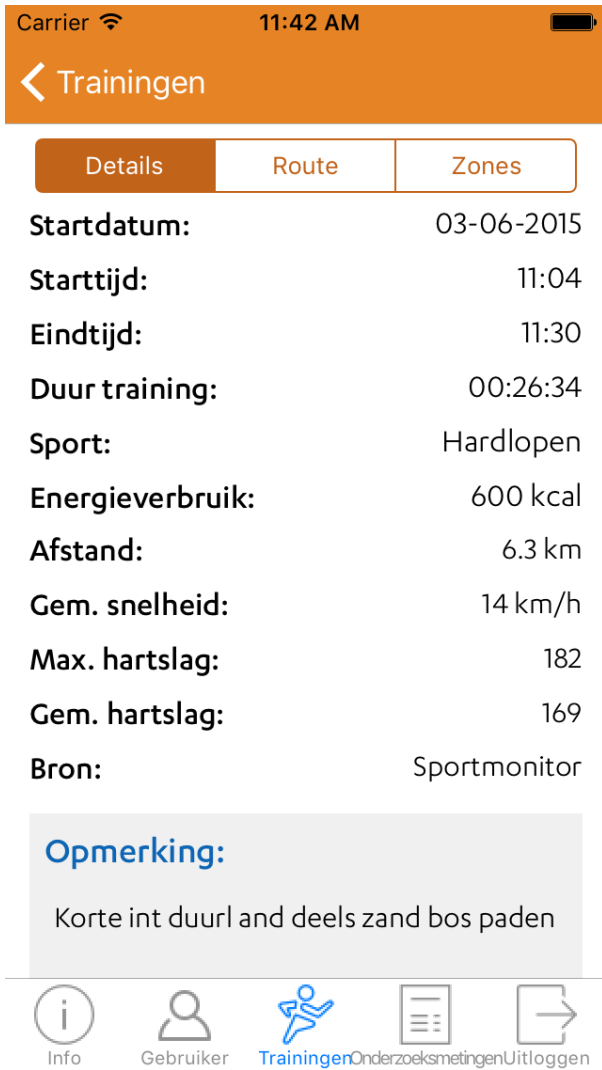 Carrier 11:42 AM
Trainingen
Details Route Zones
Startdatum: 03-06-2015
Starttijd: 11:04
Eindtijd: 11:30
Duur training: 00:26:34
Sport: Hardlopen
Energieverbruik: 600 kcal
Afstand: 6.3 km
Gem. snelheid: 14 km/h
Max. hartslag: 182
Gem. hartslag: 169
Bron: Sportmonitor
Opmerking:
Korte int duurl and deels zand bos paden
Info Gebruiker Trainingen Onderzoeksmetingen Uitloggen